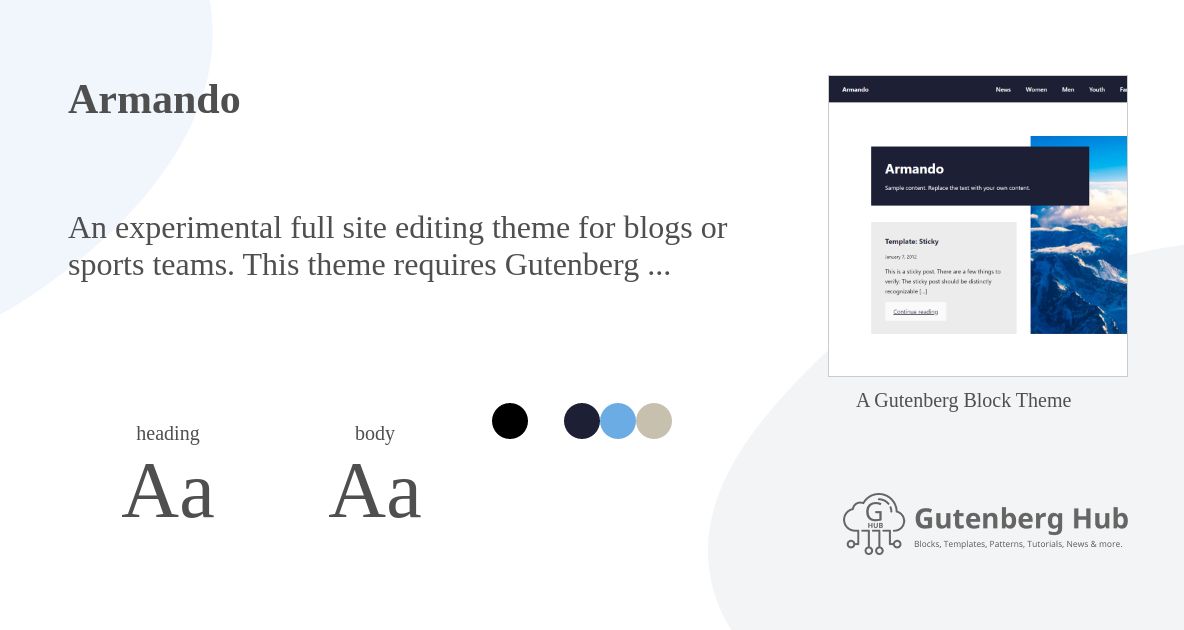 Armando
An experimental full site editing theme for blogs or
sports teams. This theme requires Gutenberg ...
heading
Aa
body
Aa
Armando News Women Men Youth Fa
Armando
Sample content. Replace the text with your own content.
Template: Sticky
January 7, 2012
This is a sticky post. There are a few things to
verify: The sticky post should be distinctly
recognizable [...]
Continue reading
A Gutenberg Block Theme
G
HUB
Gutenberg Hub
Blocks, Templates, Patterns, Tutorials, News & more.